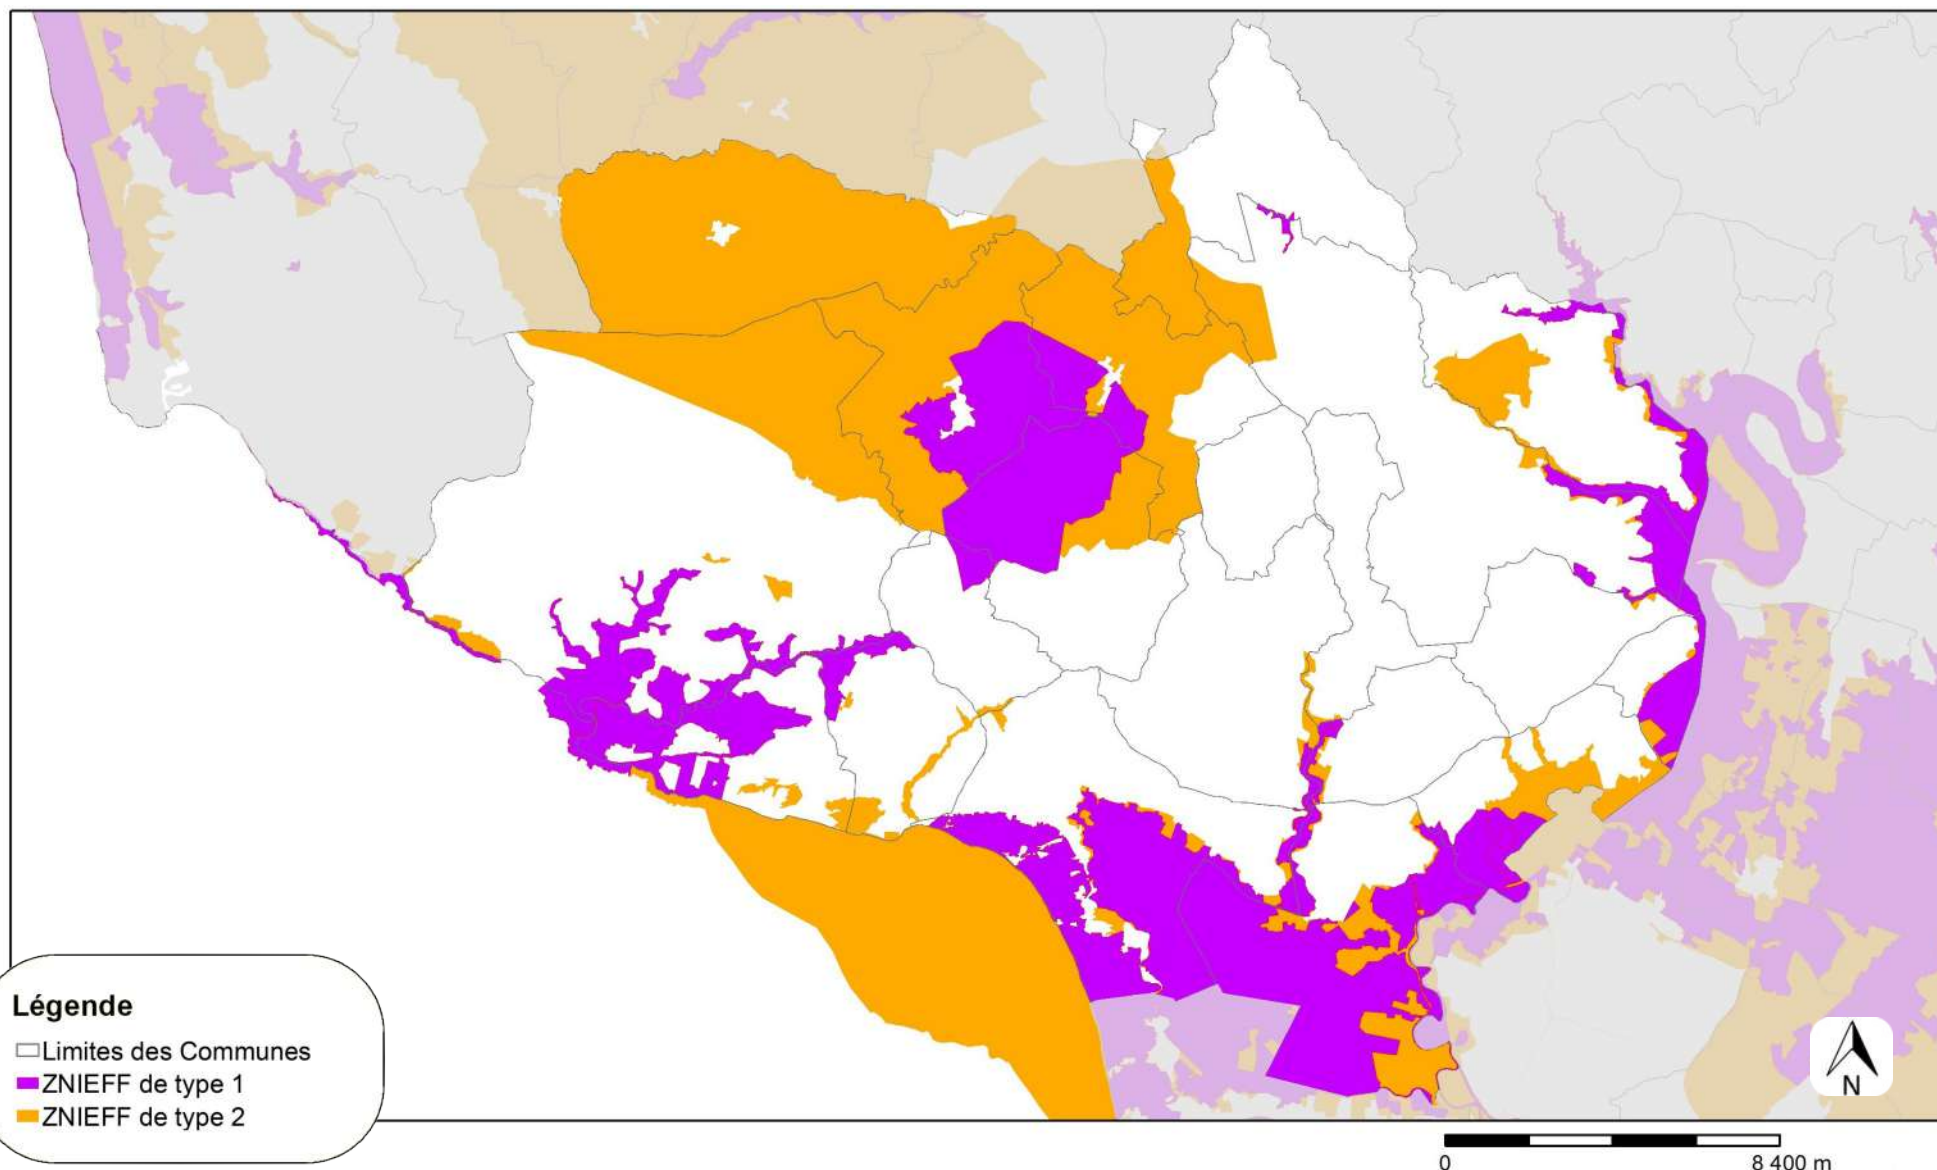 Légende
Limites des Communes
ZNIEFF de type 1
ZNIEFF de type 2
N
0 8 400 m